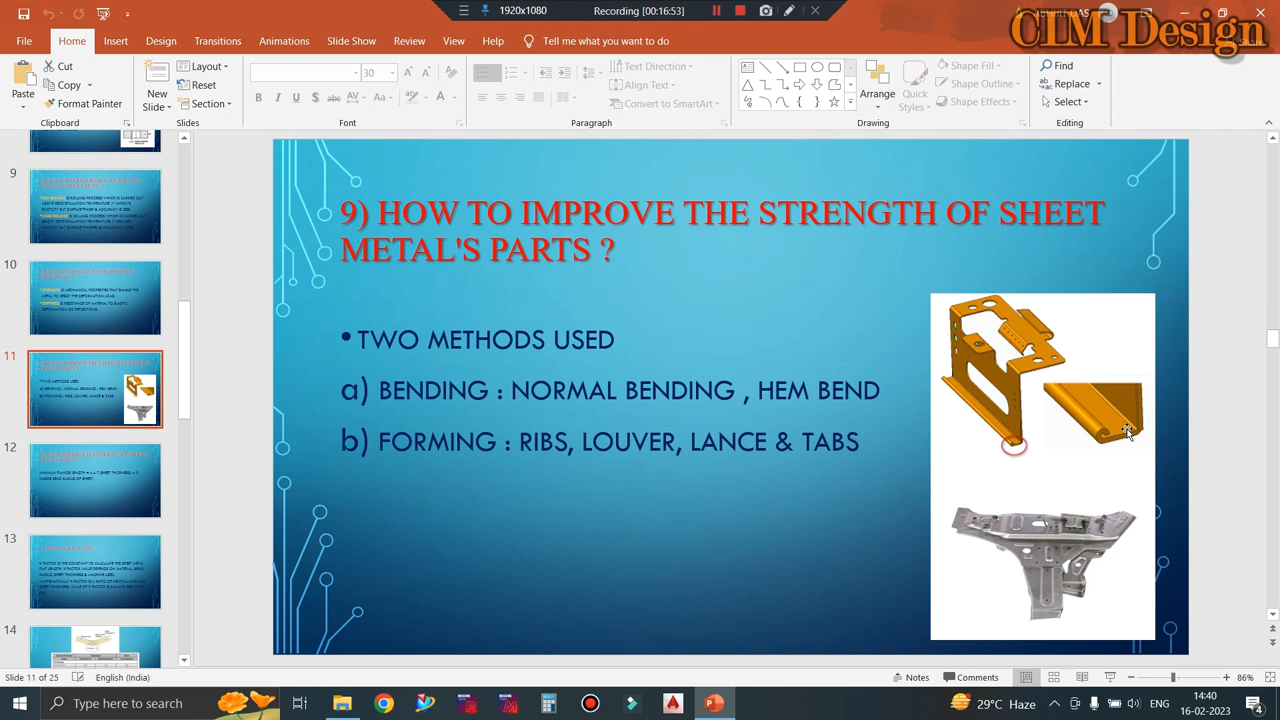 1920x1080
Recording [00:16:53]
CLM Design
File
Home
Insert
Design
Transitions
Animations
Slide Show
Review
View
Help
Tell me what you want to do
Paste
Cut
Copy
Format Painter
Clipboard
New Slide
Layout
Reset
Section
Slides
30
Font
Text Direction
Align Text
Convert to SmartArt
Paragraph
Arrange
Quick Styles
Shape Fill
Shape Outline
Shape Effects
Drawing
Find
Replace
Select
Editing
9
10
11
12
13
14
9) HOW TO IMPROVE THE STRENGTH OF SHEET
METAL'S PARTS ?
• TWO METHODS USED
a) BENDING : NORMAL BENDING , HEM BEND
b) FORMING : RIBS, LOUVER, LANCE & TABS
Slide 11 of 25
English (India)
Notes
Comments
86%
Type here to search
29°C Haze
ENG
14:40
16-02-2023